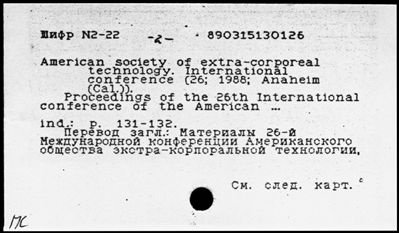 Шифр N2-22 -2- 890315130126
American society of extra-corporeal
technology. International
conference (26; 1988; Anaheim
(Cal.)).
Proceedings of the 26th International
conference of the American ...
ind.: p. 131-132.
Перевод загл.: Материалы 26-й
Международной конференции Американского
общества экстра-корпоральной технологии,
См. след. карт.
ПС